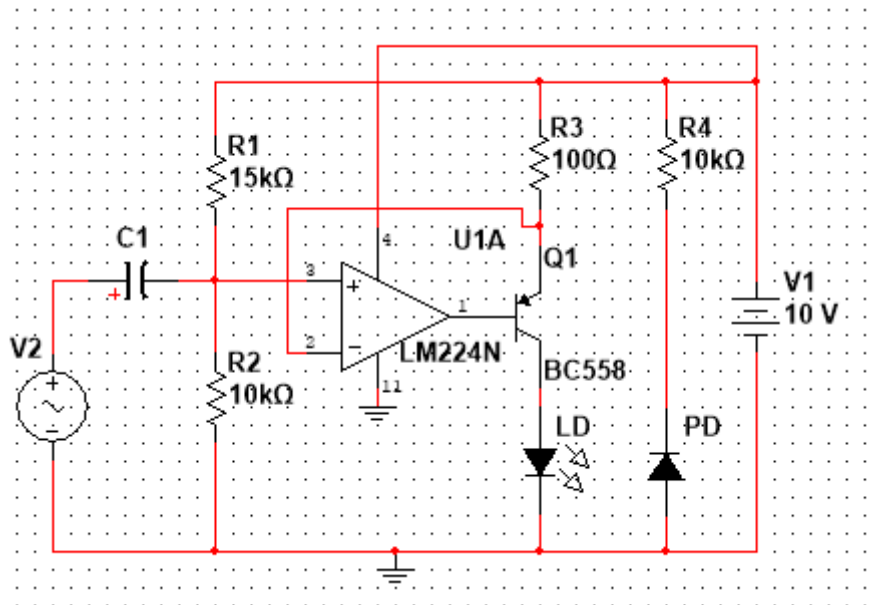 R1
15kΩ
R3
100Ω
R4
10kΩ
C1
+
4
U1A
Q1
3
+
1
2
−
LM224N
11
V1
10 V
V2
+
−
R2
10kΩ
BC558
LD
PD